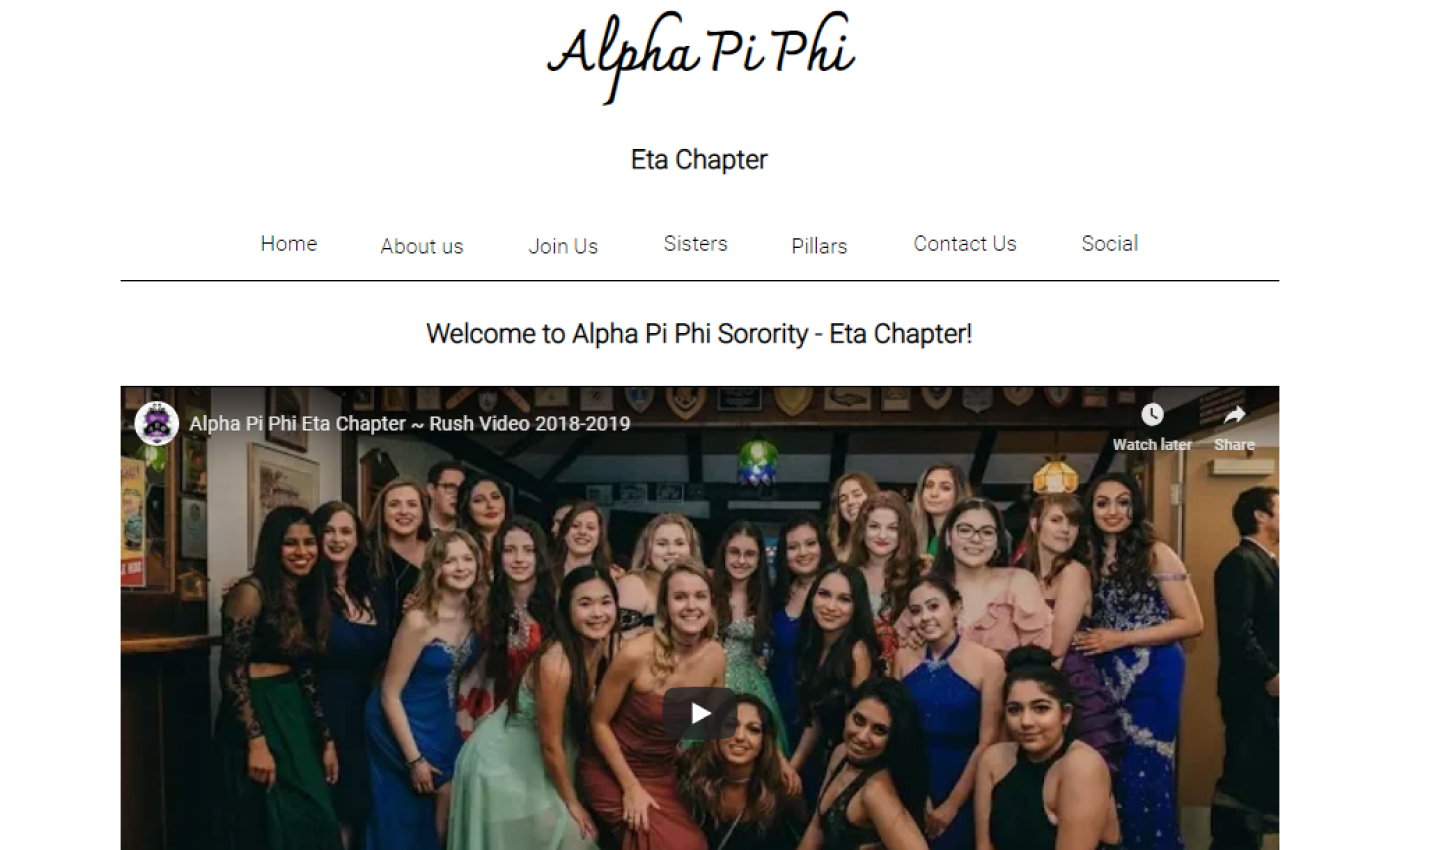 Alpha Pi Phi
Eta Chapter
Home About us Join Us Sisters Pillars Contact Us Social
Welcome to Alpha Pi Phi Sorority - Eta Chapter!
Alpha Pi Phi Eta Chapter ~ Rush Video 2018-2019
Watch later Share